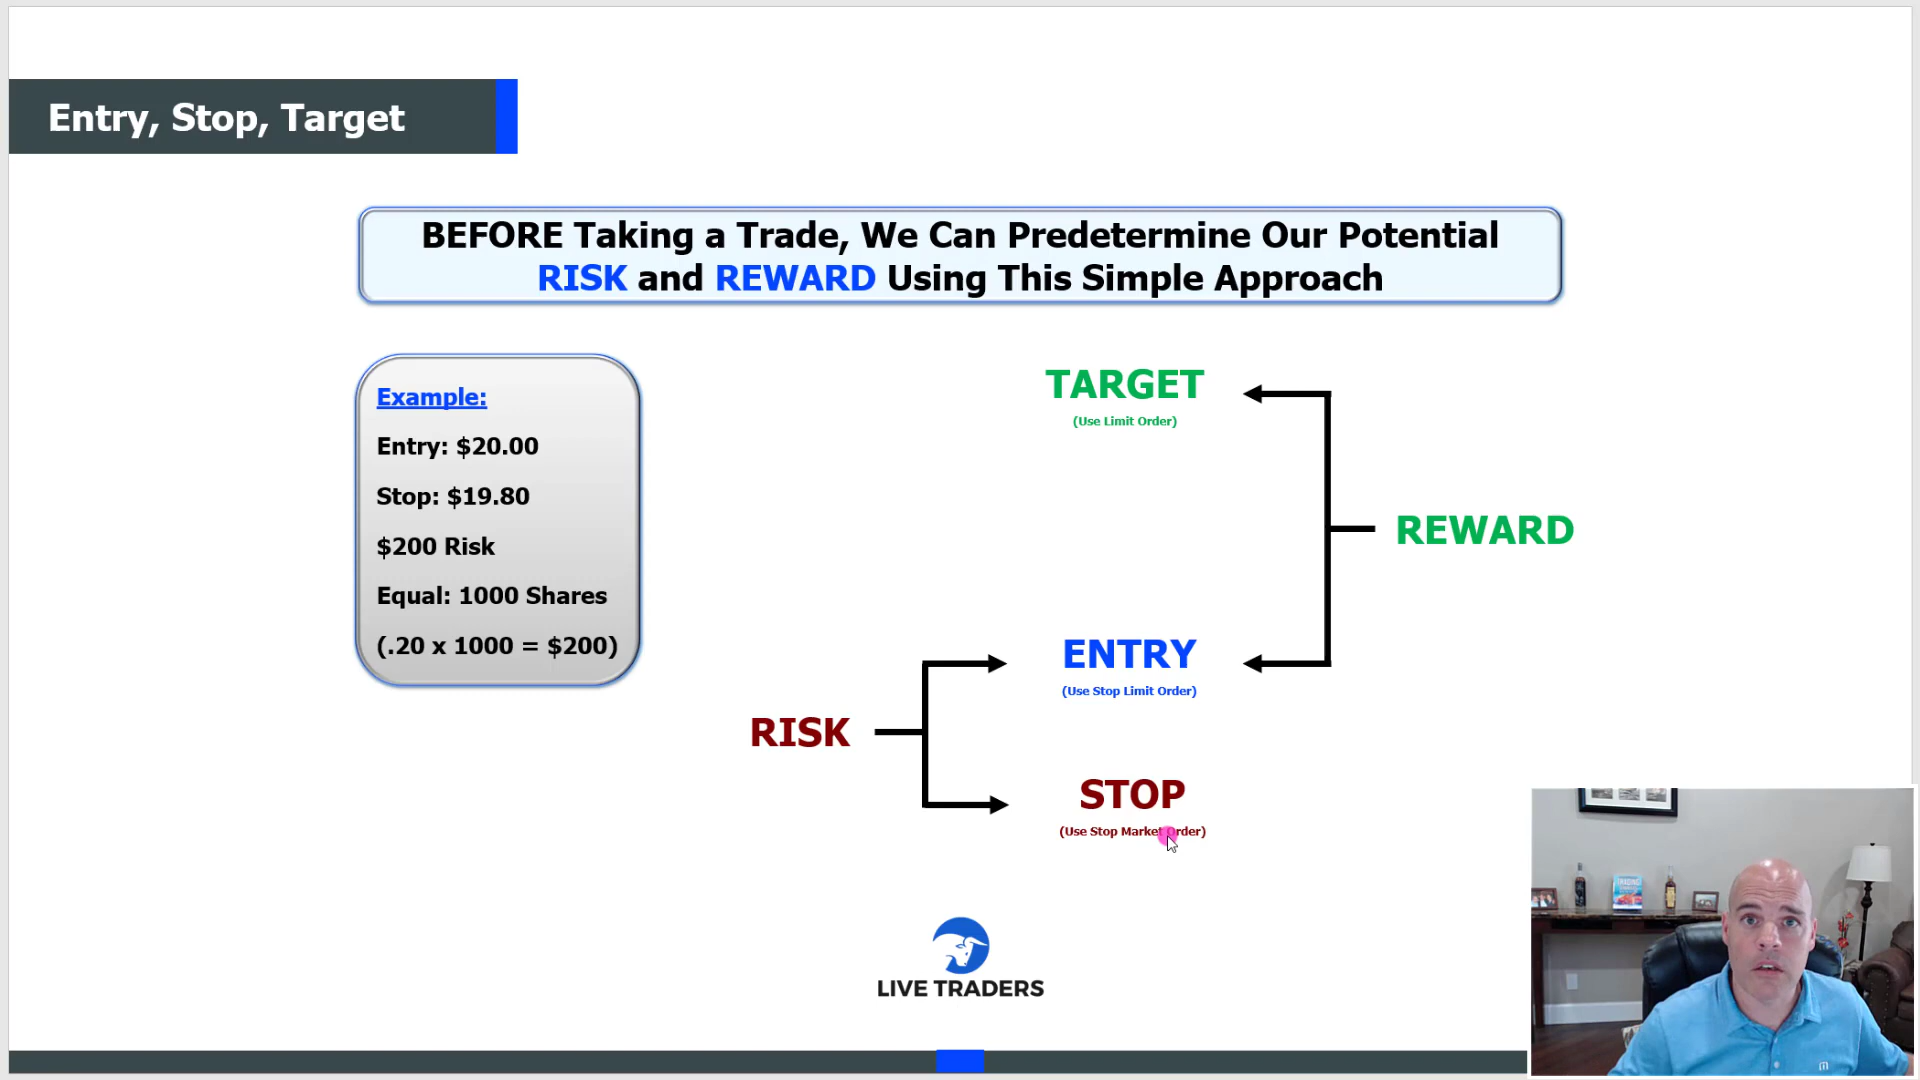 Entry, Stop, Target
BEFORE Taking a Trade, We Can Predetermine Our Potential
RISK and REWARD Using This Simple Approach
Example:
Entry: $20.00
Stop: $19.80
$200 Risk
Equal: 1000 Shares
(.20 x 1000 = $200)
TARGET
(Use Limit Order)
REWARD
ENTRY
(Use Stop Limit Order)
RISK
STOP
(Use Stop Market Order)
LIVE TRADERS